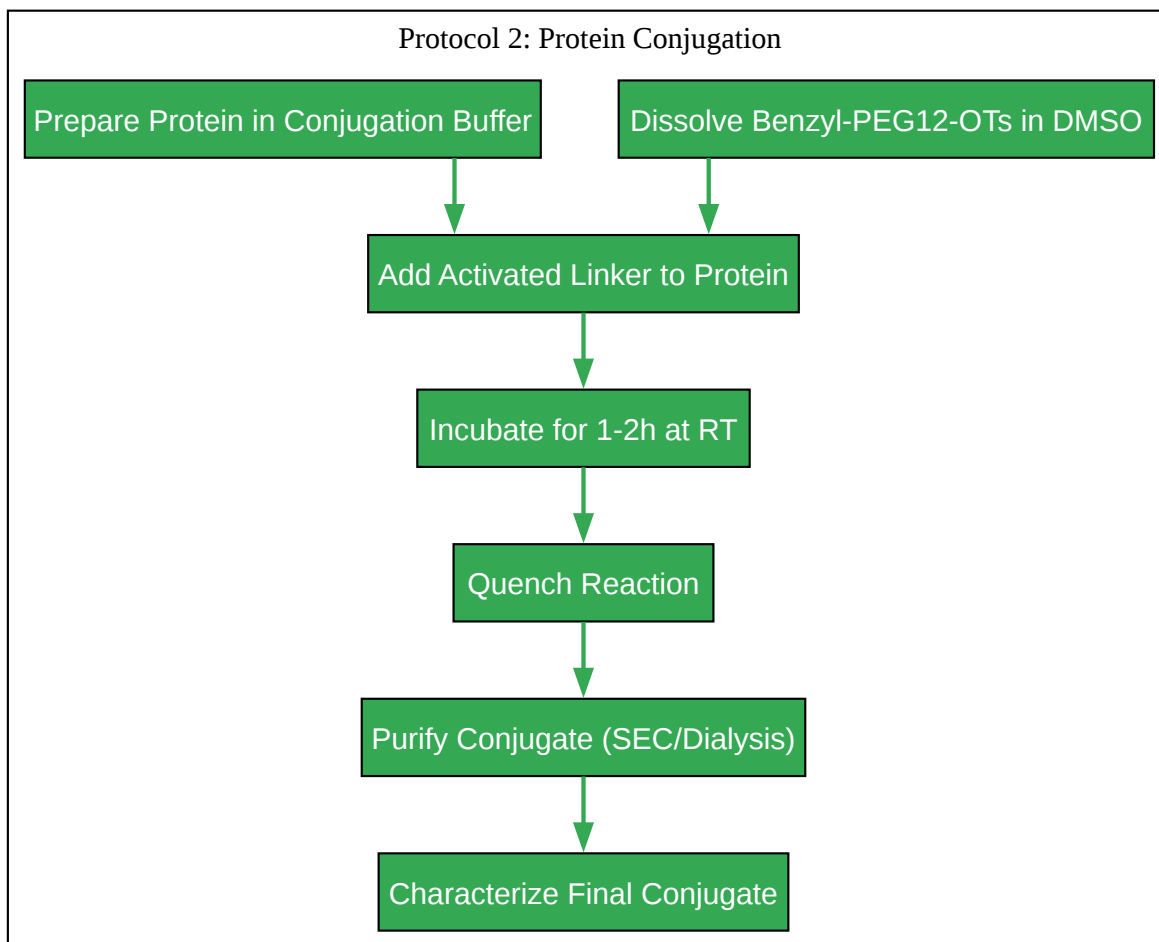 Protocol 2: Protein Conjugation
Prepare Protein in Conjugation Buffer
Dissolve Benzyl-PEG12-OTs in DMSO
Add Activated Linker to Protein
Incubate for 1-2h at RT
Quench Reaction
Purify Conjugate (SEC/Dialysis)
Characterize Final Conjugate